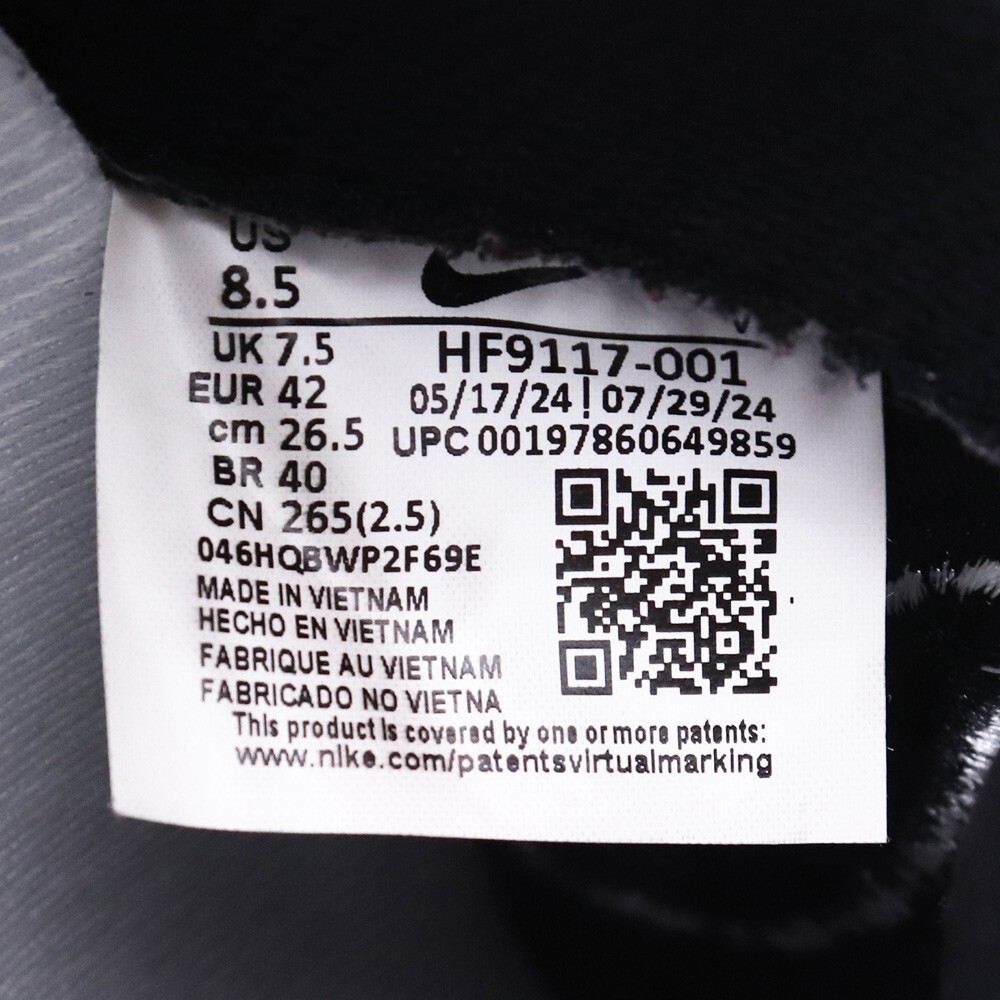 US
8.5
UK 7.5
EUR 42
cm 26.5
BR 40
CN 265(2.5)
HF9117-001
05/17/24 | 07/29/24
UPC 00197860649859
046HQBWP2F69E
MADE IN VIETNAM
HECHO EN VIETNAM
FABRIQUE AU VIETNAM
FABRICADO NO VIETNA
This product is covered by one or more patents:
www.nike.com/patentsvirtualmarking